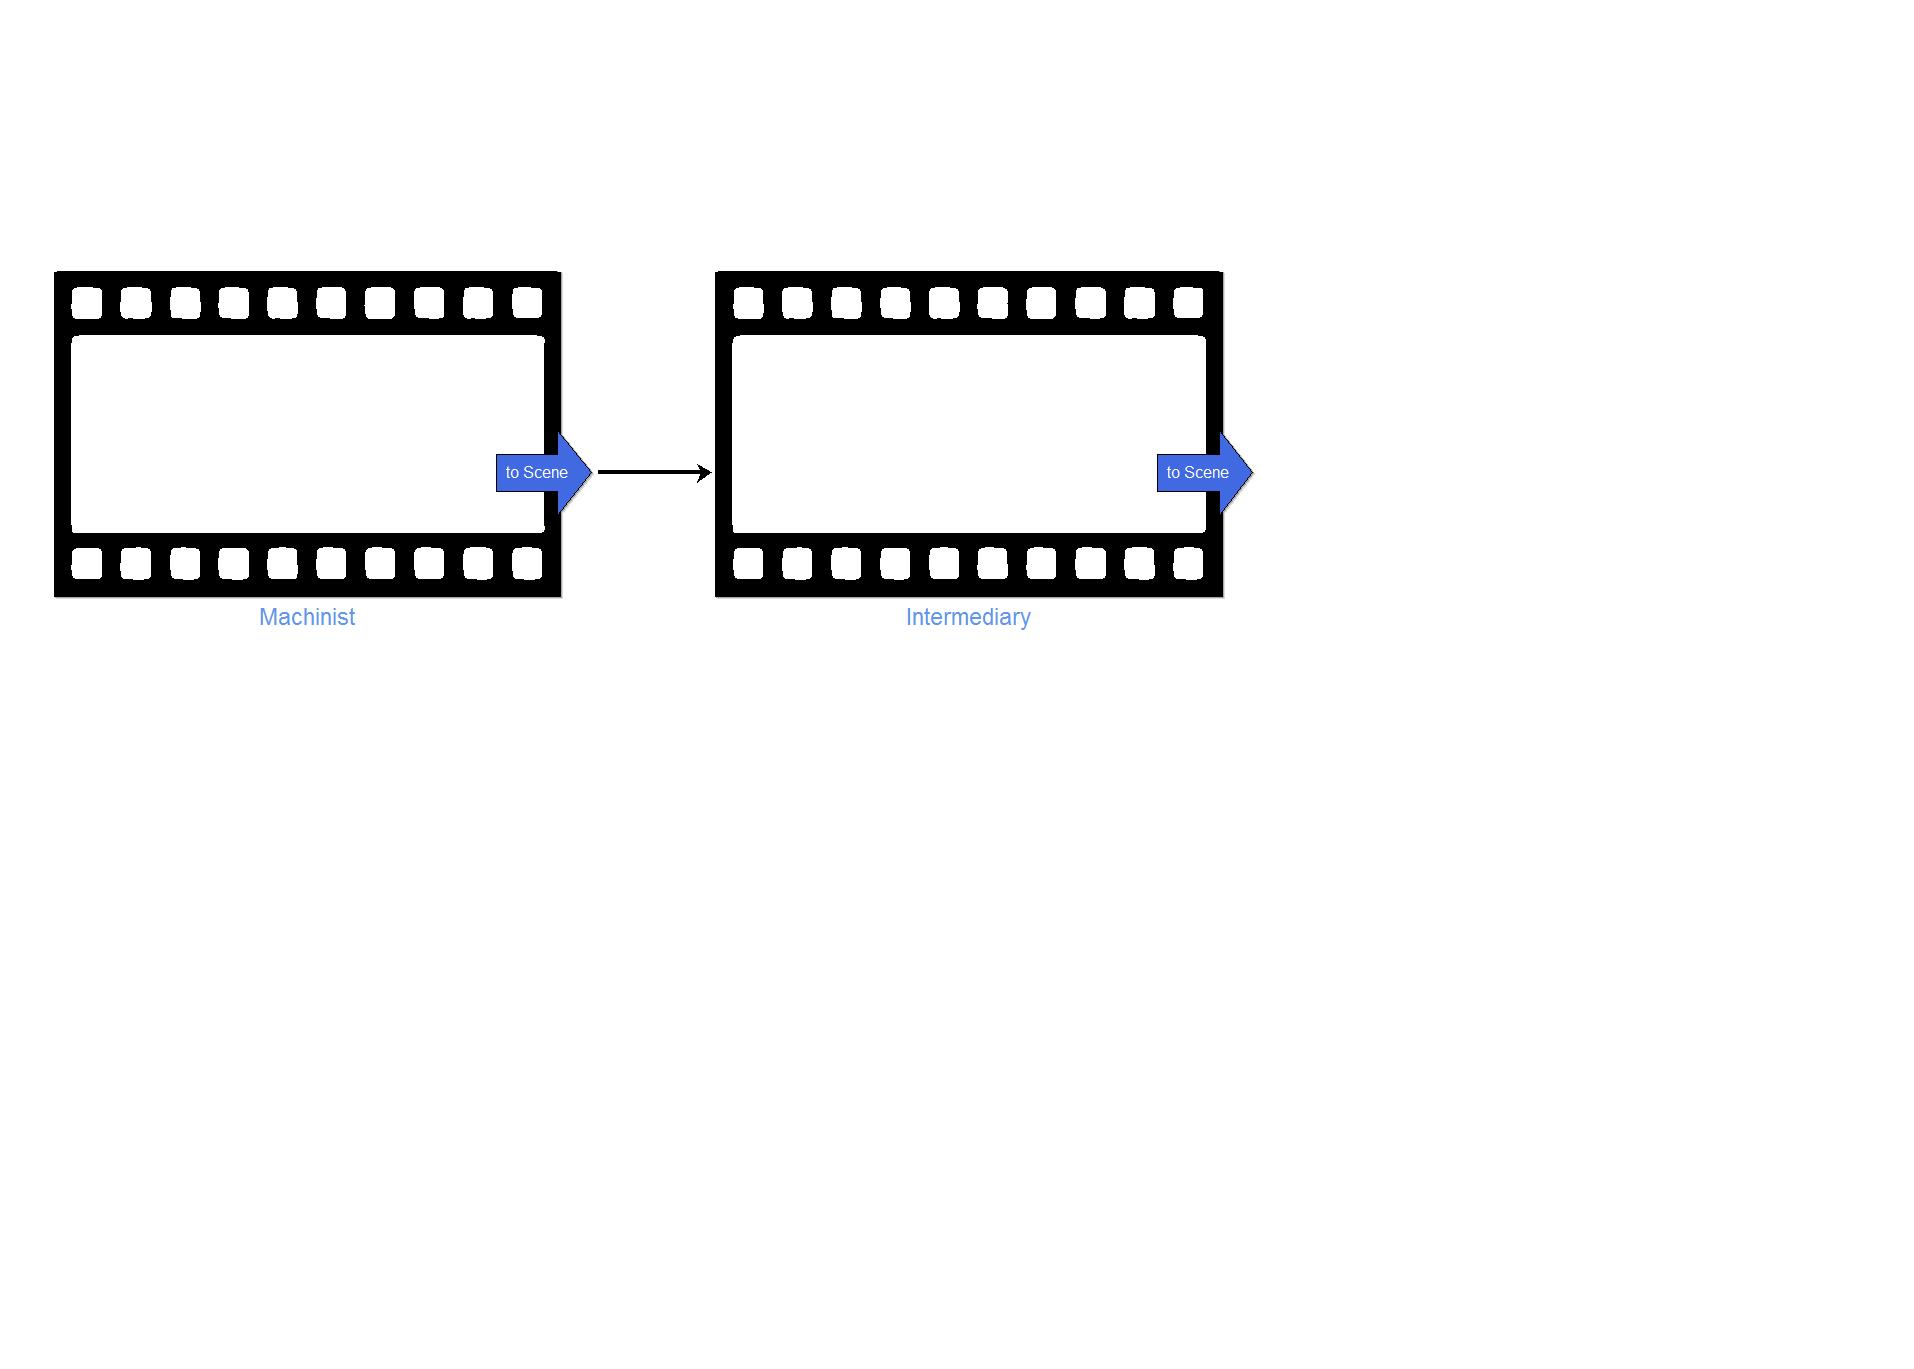 to Scene
to Scene
Machinist
Intermediary